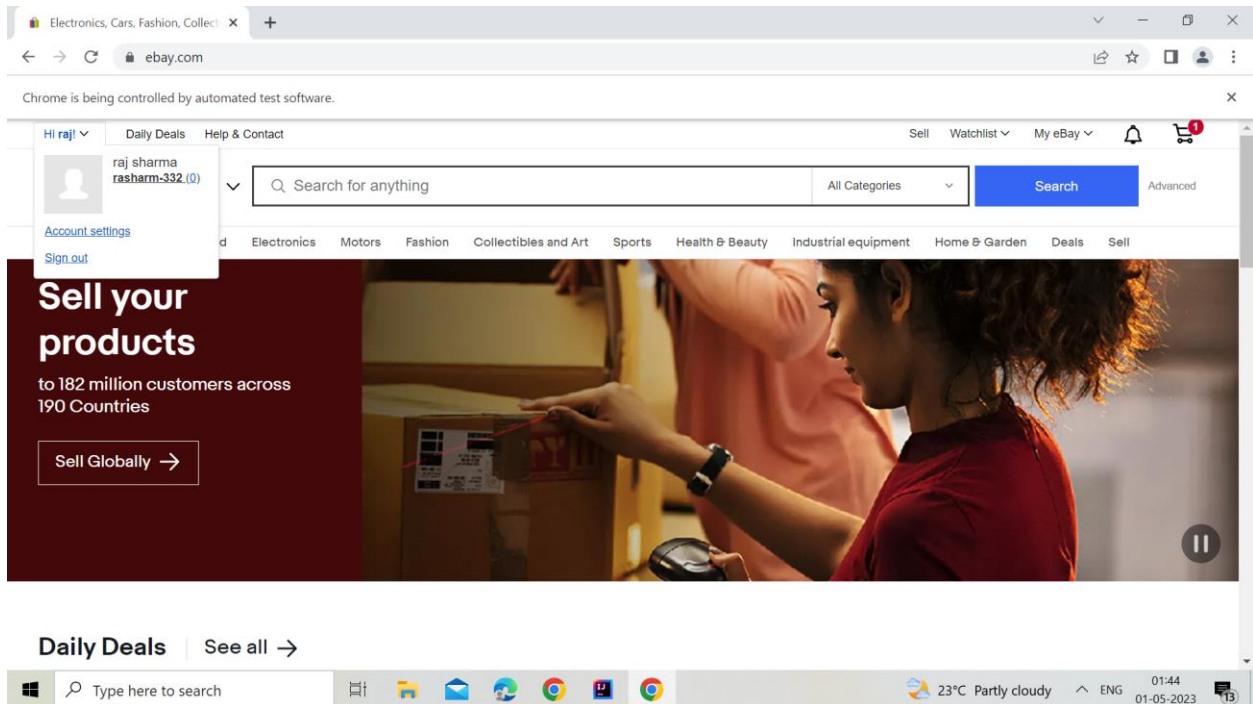 Electronics, Cars, Fashion, Collect
ebay.com
Chrome is being controlled by automated test software.
Hi raj! Daily Deals Help & Contact Sell Watchlist My eBay 1
raj sharma
rasharm-332 (0)
Search for anything All Categories Search Advanced
Account settings
d Electronics Motors Fashion Collectibles and Art Sports Health & Beauty Industrial equipment Home & Garden Deals Sell
Sign out
Sell your
products
to 182 million customers across
190 Countries
Sell Globally →
Daily Deals See all →
Type here to search 23°C Partly cloudy ENG 01:44
01-05-2023 13